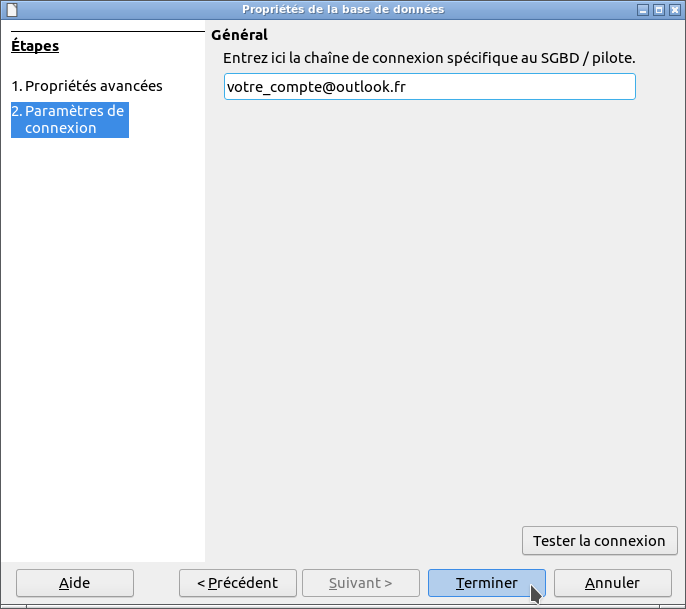 Propriétés de la base de données
Étapes
1. Propriétés avancées
2. Paramètres de
connexion
Général
Entrez ici la chaîne de connexion spécifique au SGBD / pilote.
votre_compte@outlook.fr
Tester la connexion
Aide
< Précédent
Suivant >
Terminer
Annuler